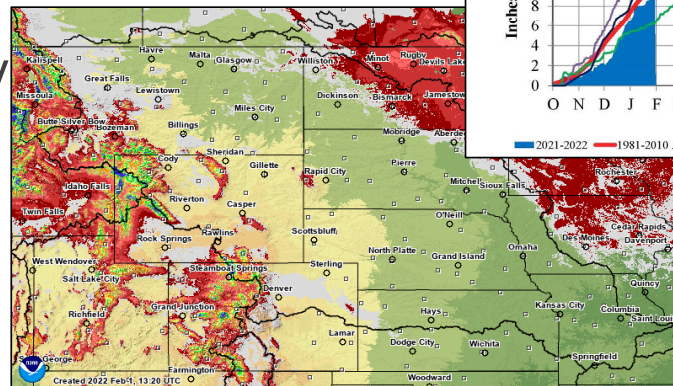 Inches
8
6
4
2
0
O N D J F
2021-2022 1981-2010
Kalispell
Havre
Malta
Glasgow
Williston
Minot
Rugby
Devils Lake
Great Falls
Missoula
Lewistown
Dickinson
Bismarck
Jamestown
Miles City
Butte-Silver Bow
Bozeman
Billings
Mobridge
Aberdee
Cody
Sheridan
Gillette
Rapid City
Pierre
Mitchell
Sioux Falls
Rochester
Idaho Falls
Riverton
Casper
Twin Falls
O'Neill
Rock Springs
Rawlins
Scottsbluff
Cedar Rapids
Des Moines
Davenport
West Wendover
Steamboat Springs
Sterling
North Platte
Grand Island
Omaha
Salt Lake City
Denver
Quincy
Grand Junction
Richfield
Hays
Kansas City
Columbia
Saint Loui
Lamar
Dodge City
Wichita
George
Farmington
Springfield
Woodward
Created 2022 Feb 1, 13:20 UTC